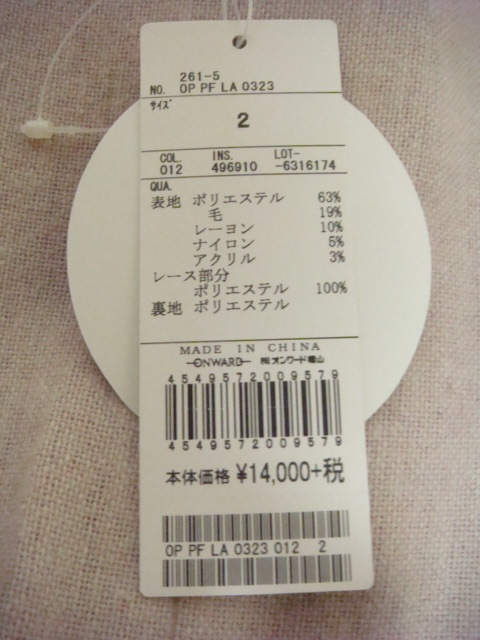 261-5
NO. OP PF LA 0323
サイズ
2
COL. INS. LOT-
012 496910 -6316174
QUA.
表地 ポリエステル 63%
毛 19%
レーヨン 10%
ナイロン 5%
アクリル 3%
レース部分
ポリエステル 100%
裏地 ポリエステル
MADE IN CHINA
ONWARD ㈱オンワード樫山
4549572009579
4549572009579
本体価格 ¥14,000+税
OP PF LA 0323 012 2